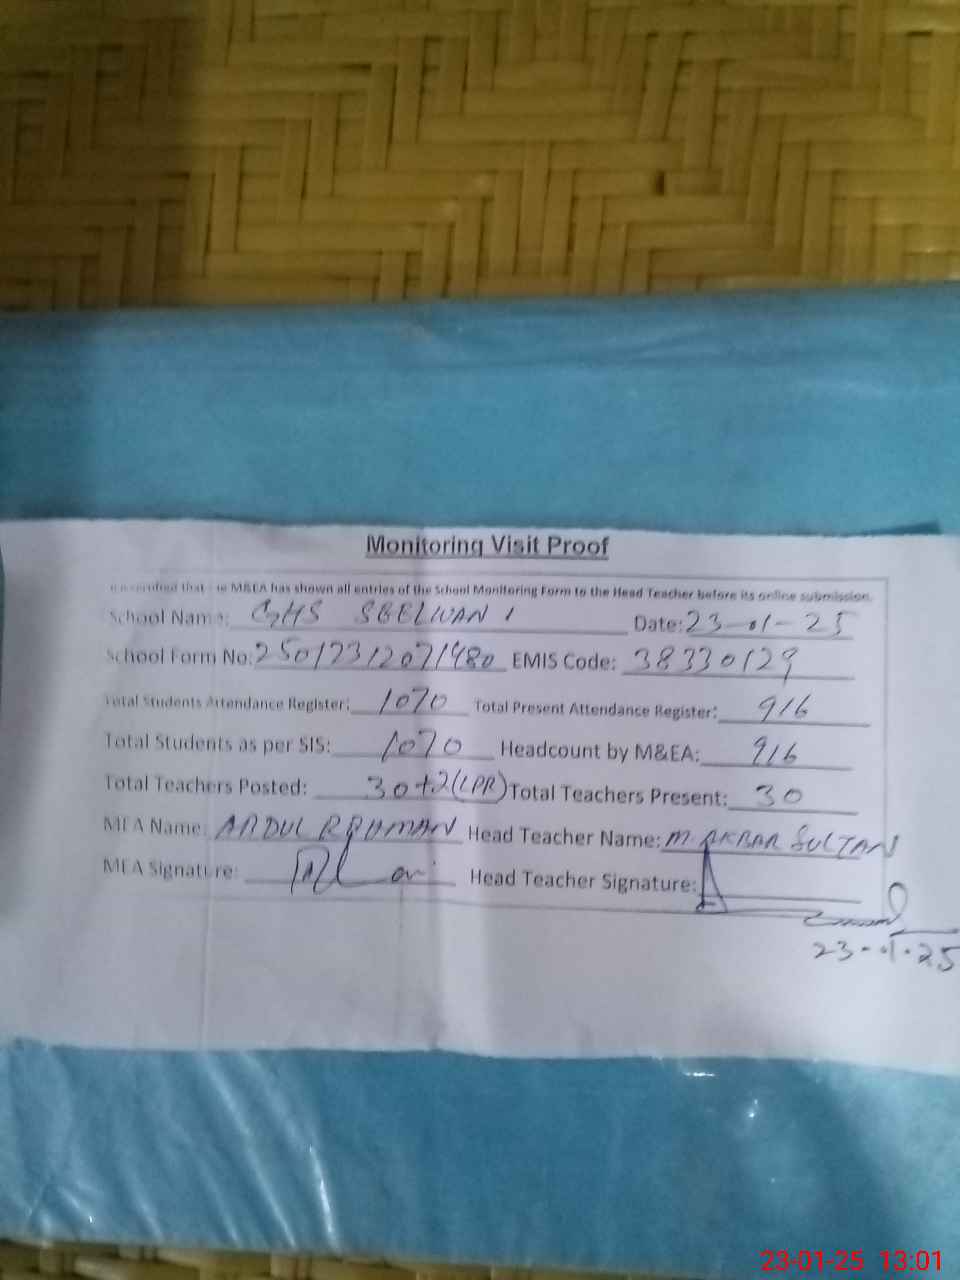 Monitoring Visit Proof
that M&EA has shown all entries of the School Monitoring Form to the Head Teacher before its online submission.
School Name: GHS SBELWAN 1 Date: 23-01-25
School Form No: 25012312071480 EMIS Code: 38330129
Total Students Attendance Register: 1070 Total Present Attendance Register: 916
Total Students as per SIS: 1070 Headcount by M&EA: 916
Total Teachers Posted: 30+2(LPR) Total Teachers Present: 30
MEA Name: ABDUL REHMAN Head Teacher Name: M. AKBAR SULTAN
MEA Signature: Head Teacher Signature:
23-01-25
23-01-25 13:01